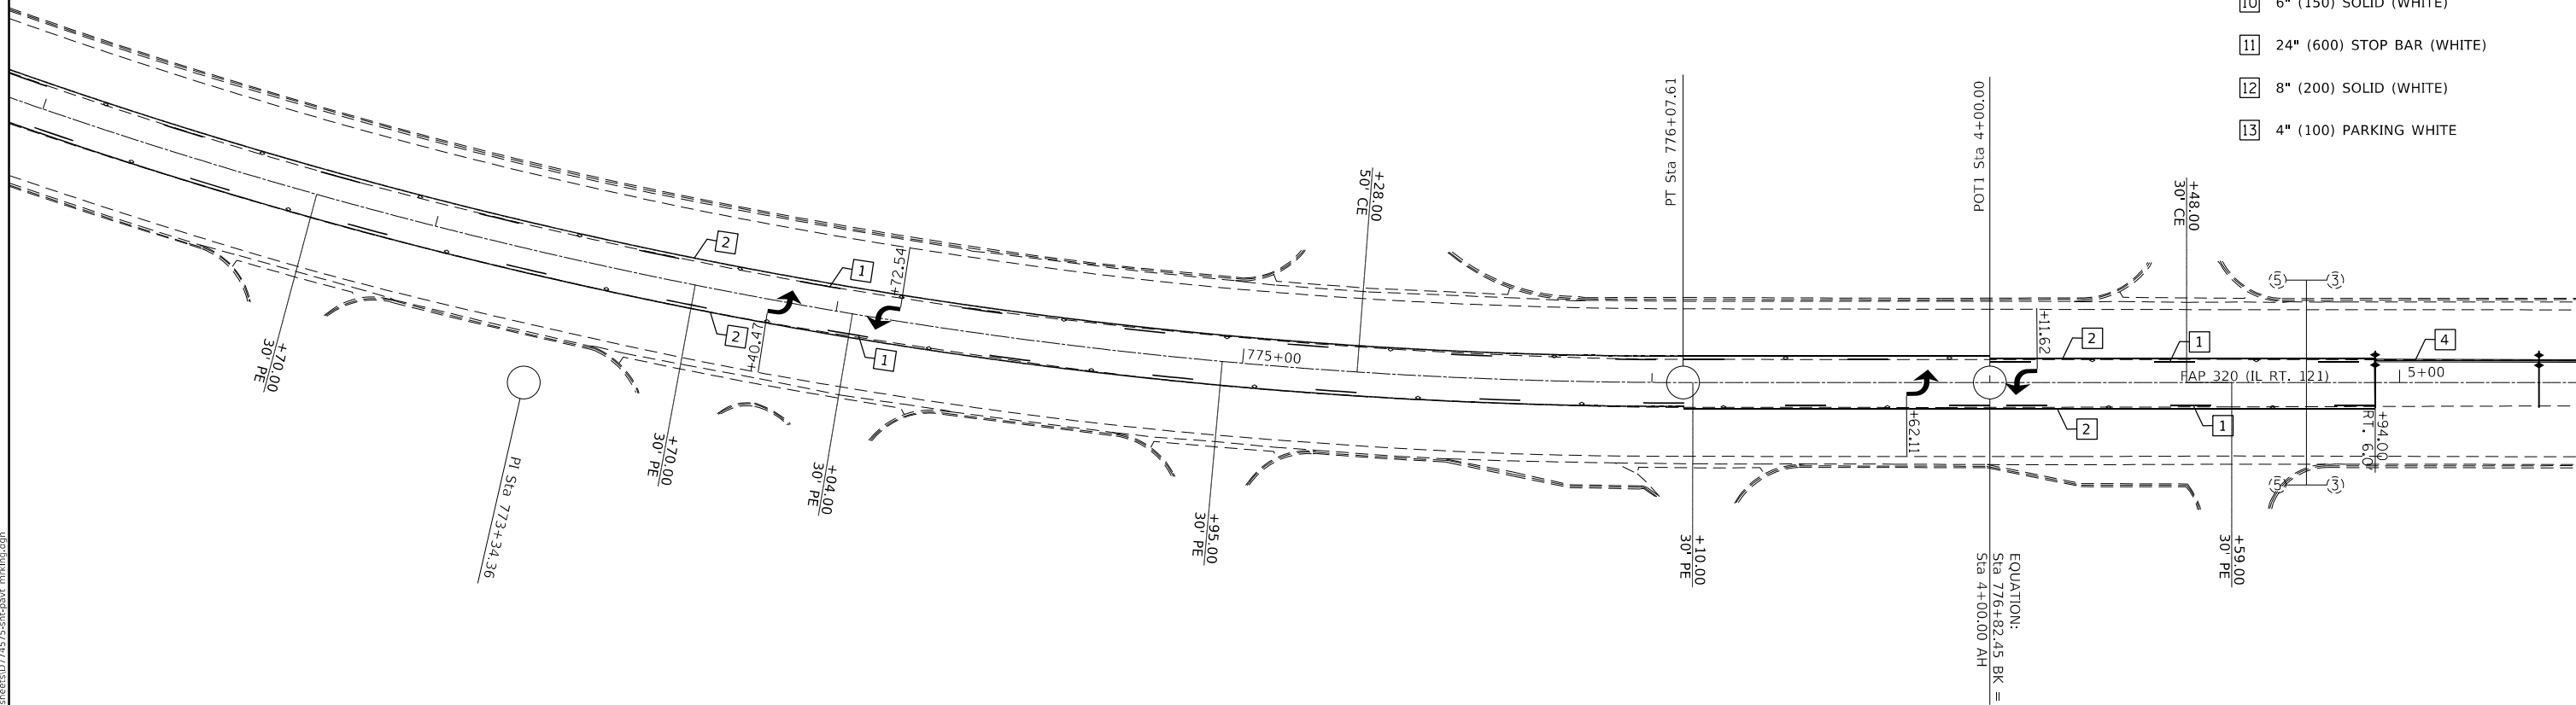 10 6" (150) SOLID (WHITE)
11 24" (600) STOP BAR (WHITE)
12 8" (200) SOLID (WHITE)
13 4" (100) PARKING WHITE
PT Sta 776+07.61
POT1 Sta 4+00.00
+28.00
50' CE
+48.00
30' CE
2
1
+72.54
+40.47
2
1
775+00
+11.62
2
1
4
5
3
FAP 320 (IL RT. 121)
5+00
+62.11
2
1
+94.00
RT. 6.0'
5
3
+70.00
30' PE
PI Sta 773+34.36
+70.00
30' PE
+04.00
30' PE
+95.00
30' PE
+10.00
30' PE
EQUATION:
Sta 776+82.45 BK =
Sta 4+00.00 AH
+59.00
30' PE